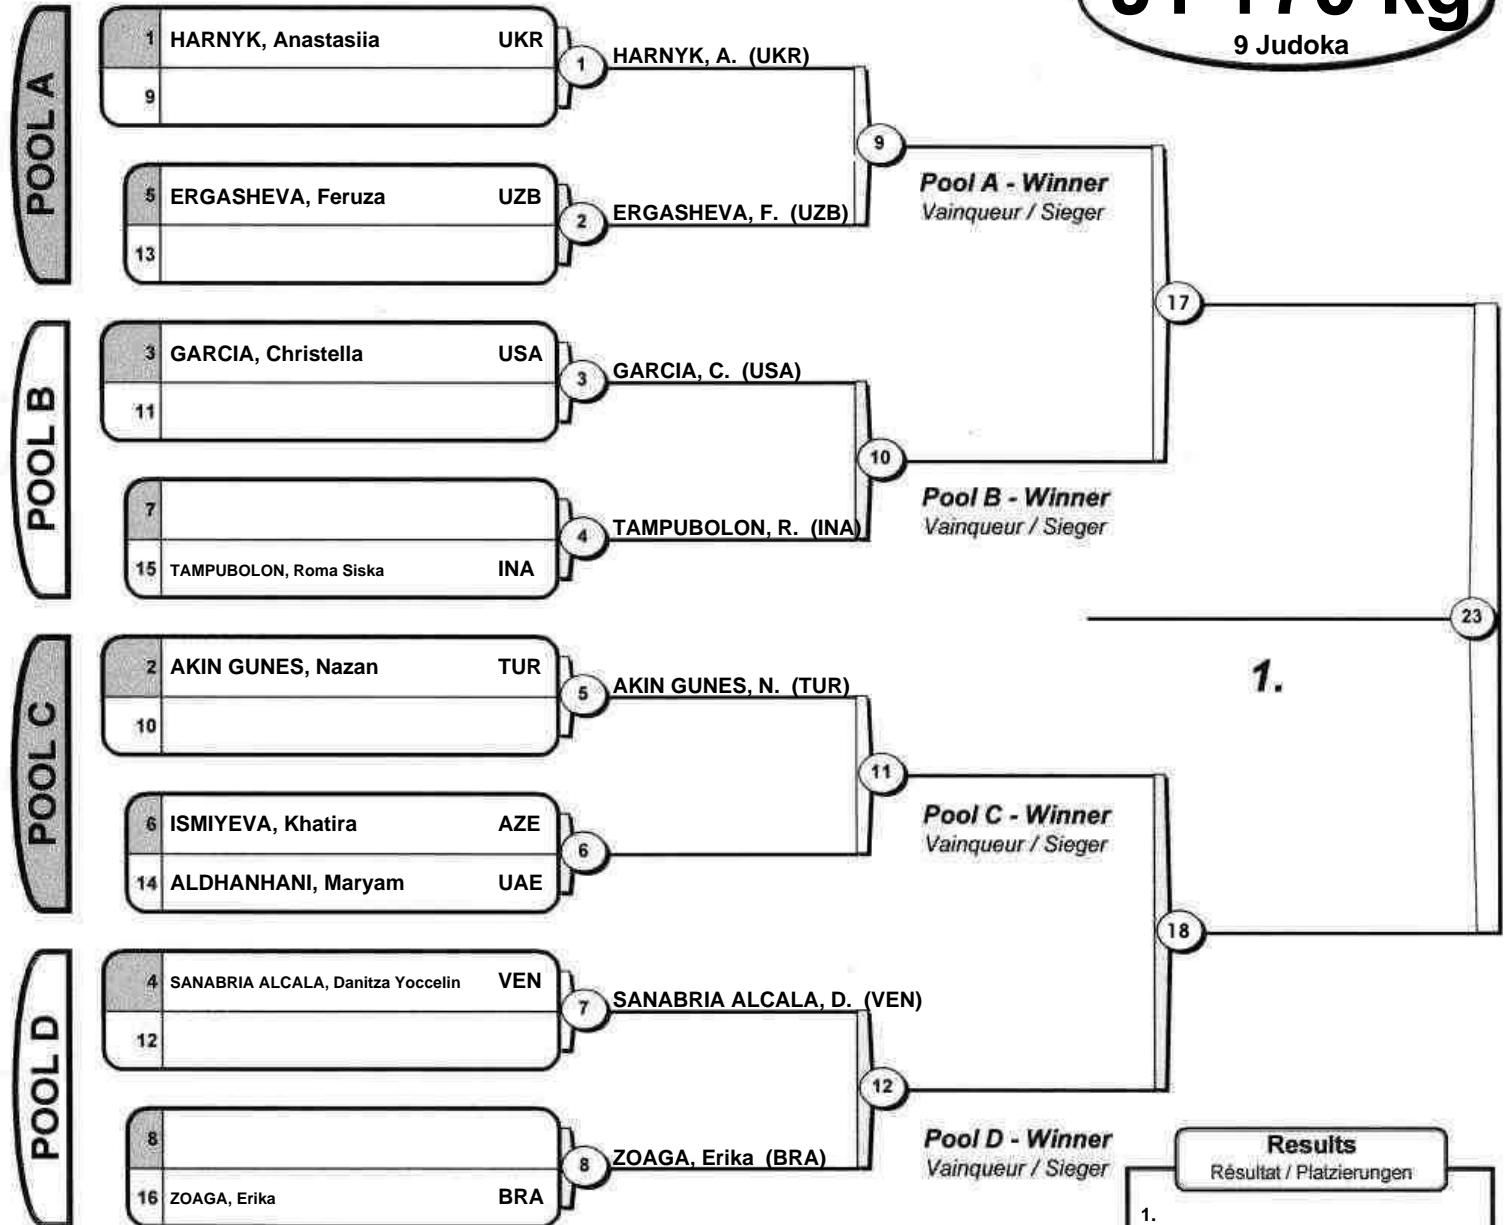 9 Judoka
POOL A
1 HARNYK, Anastasiia UKR
9
1 HARNYK, A. (UKR)
5 ERGASHEVA, Feruza UZB
13
2 ERGASHEVA, F. (UZB)
9
Pool A - Winner
Vainqueur / Sieger
POOL B
3 GARCIA, Christella USA
11
3 GARCIA, C. (USA)
7
15 TAMPUBOLON, Roma Siska INA
4 TAMPUBOLON, R. (INA)
10
Pool B - Winner
Vainqueur / Sieger
17
POOL C
2 AKIN GUNES, Nazan TUR
10
5 AKIN GUNES, N. (TUR)
6 ISMIYEVA, Khatira AZE
14 ALDHANHANI, Maryam UAE
6
11
Pool C - Winner
Vainqueur / Sieger
POOL D
4 SANABRIA ALCALA, Danitza Yoccelin VEN
12
7 SANABRIA ALCALA, D. (VEN)
8
16 ZOAGA, Erika BRA
8 ZOAGA, Erika (BRA)
12
Pool D - Winner
Vainqueur / Sieger
18
23
1.
Results
Résultat / Platzierungen
1.